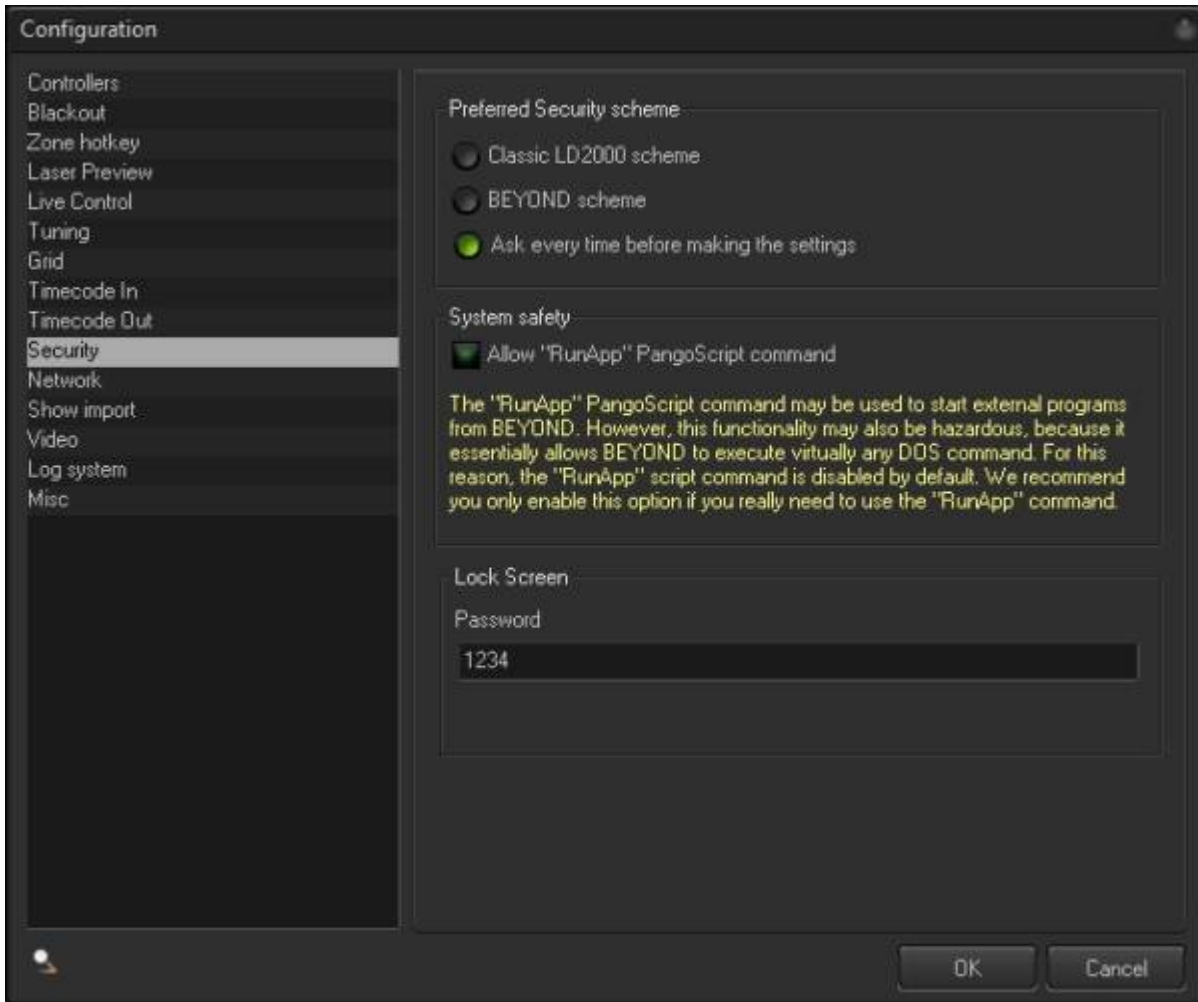 Configuration
Controllers
Blackout
Zone hotkey
Laser Preview
Live Control
Tuning
Grid
Timecode In
Timecode Out
Security
Network
Show import
Video
Log system
Misc
Preferred Security scheme
Classic LD2000 scheme
BEYOND scheme
Ask every time before making the settings
System safety
Allow "RunApp" PangoScript command
The "RunApp" PangoScript command may be used to start external programs
from BEYOND. However, this functionality may also be hazardous, because it
essentially allows BEYOND to execute virtually any DOS command. For this
reason, the "RunApp" script command is disabled by default. We recommend
you only enable this option if you really need to use the "RunApp" command.
Lock Screen
Password
1234
OK
Cancel